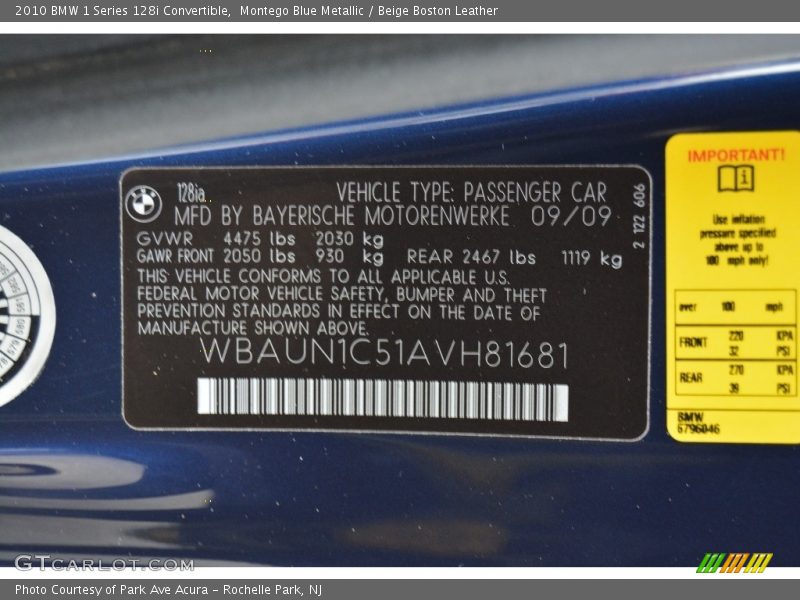 2010 BMW 1 Series 128i Convertible,  Montego Blue Metallic / Beige Boston Leather
128ia
VEHICLE TYPE: PASSENGER CAR
MFD BY BAYERISCHE MOTORENWERKE 09/09
GVWR 4475 lbs 2030 kg
GAWR FRONT 2050 lbs 930 kg REAR 2467 lbs 1119 kg
THIS VEHICLE CONFORMS TO ALL APPLICABLE U.S.
FEDERAL MOTOR VEHICLE SAFETY, BUMPER AND THEFT
PREVENTION STANDARDS IN EFFECT ON THE DATE OF
MANUFACTURE SHOWN ABOVE.
WBAUN1C51AVH81681
2 122 606
IMPORTANT!
i
Use inflation
pressure specified
above up to
100 mph only!
over 100 mph
FRONT 220 KPA
32 PSI
REAR 270 KPA
39 PSI
BMW
6796046
GTCARLOT.COM
Photo Courtesy of Park Ave Acura - Rochelle Park, NJ